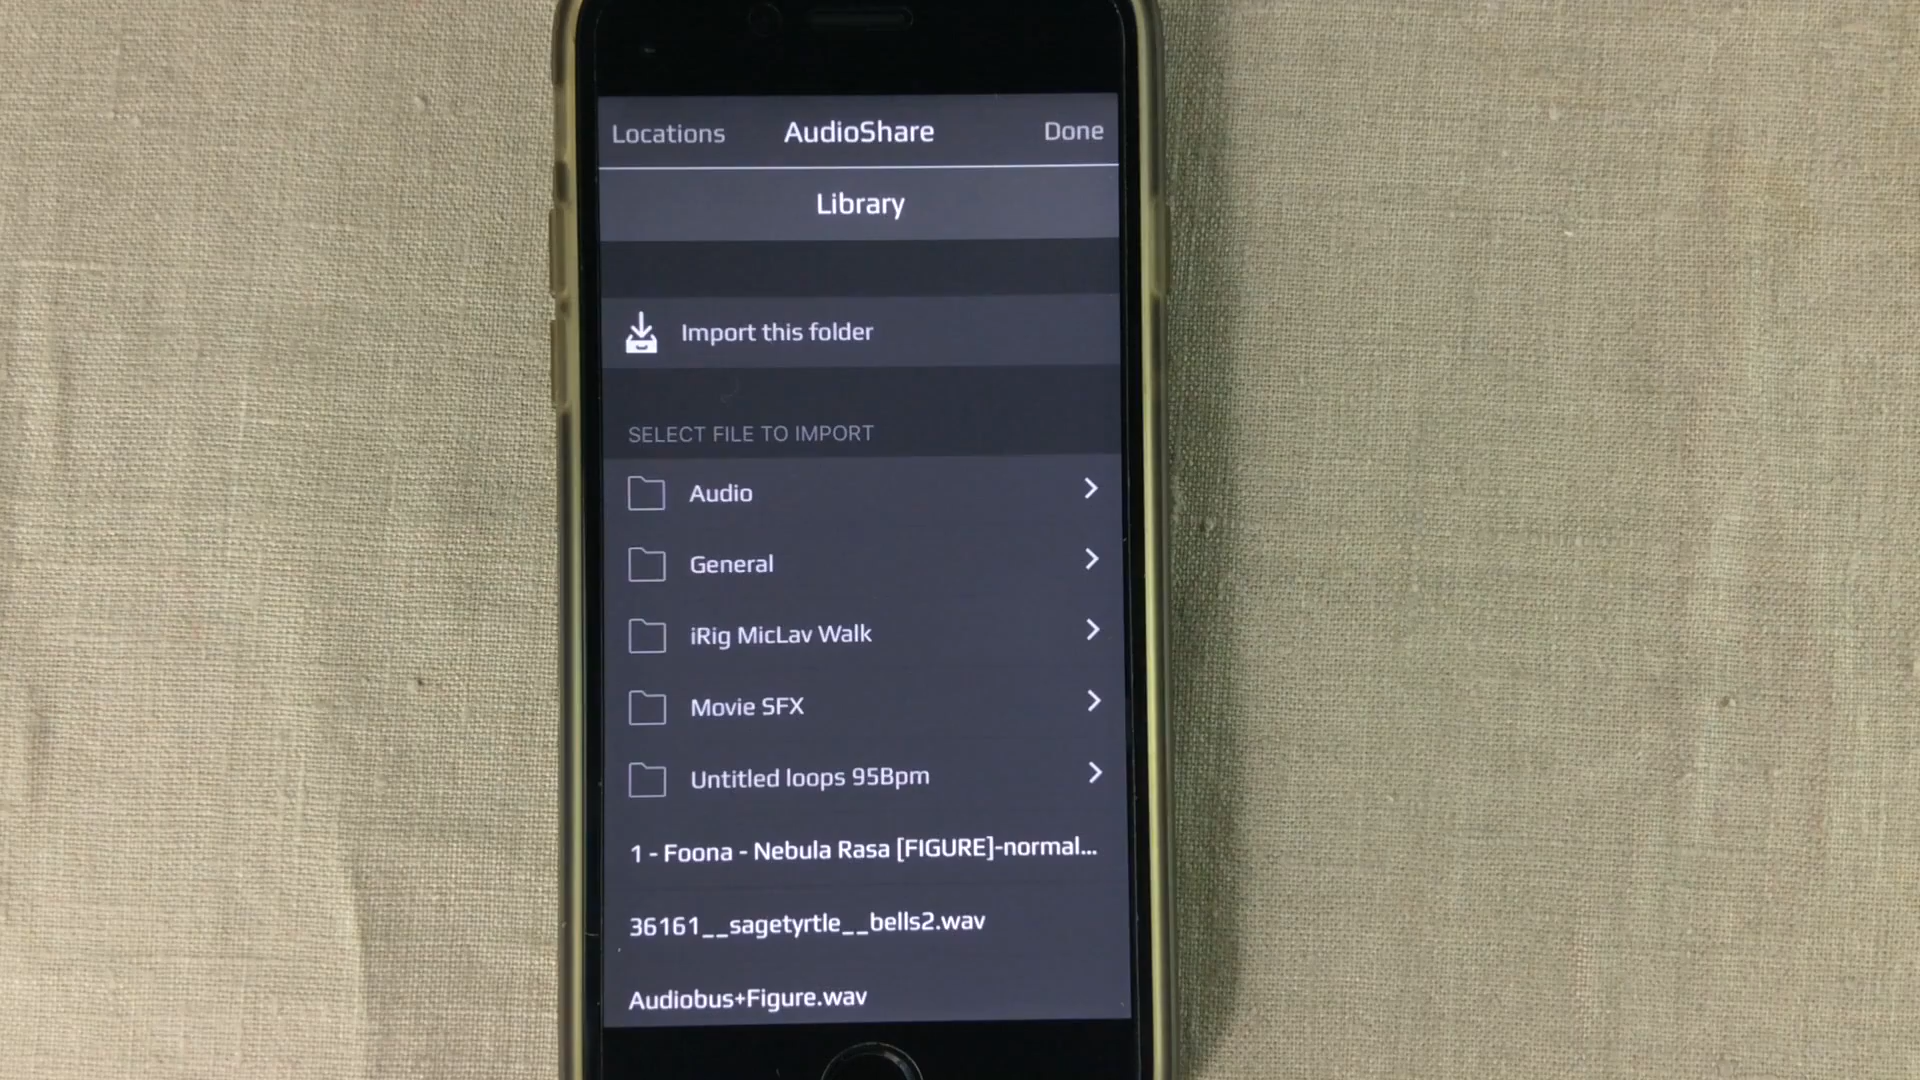 Locations AudioShare Done
Library
Import this folder
SELECT FILE TO IMPORT
Audio
General
iRig MicLav Walk
Movie SFX
Untitled loops 95Bpm
1 - Foona - Nebula Rasa [FIGURE]-normal...
36161__sagetyrtle__bells2.wav
Audiobus+Figure.wav